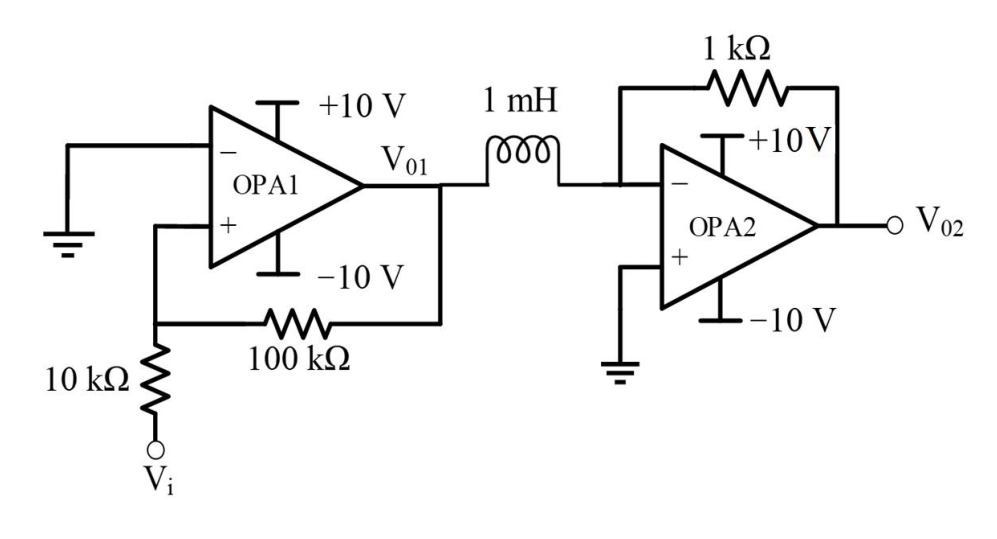 +10 V
−
OPA1
+
−10 V
V01
100 kΩ
10 kΩ
Vi
1 mH
1 kΩ
+10V
−
OPA2
+
−10 V
V02